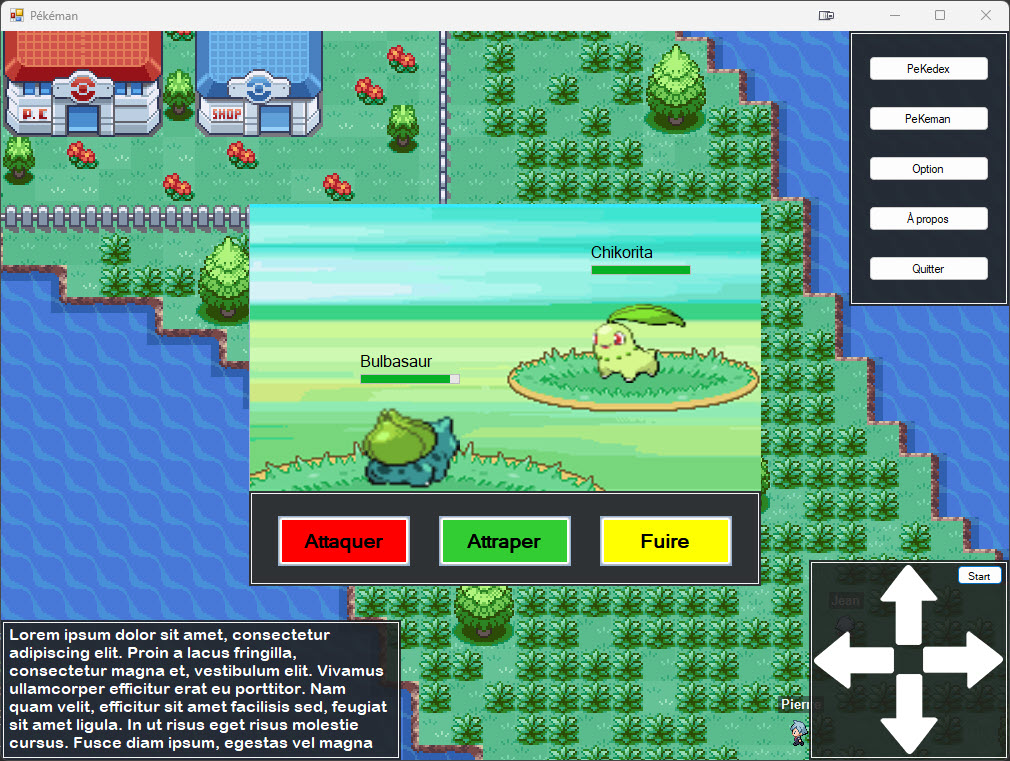 Pékéman
P.C
SHOP
PeKedex
PeKeman
Option
À propos
Quitter
Chikorita
Bulbasaur
Attaquer
Attraper
Fuire
Start
Jean
Lorem ipsum dolor sit amet, consectetur
adipiscing elit. Proin a lacus fringilla,
consectetur magna et, vestibulum elit. Vivamus
ullamcorper efficitur erat eu porttitor. Nam
quam velit, efficitur sit amet facilisis sed, feugiat
sit amet ligula. In ut risus eget risus molestie
cursus. Fusce diam ipsum, egestas vel magna
Pierre